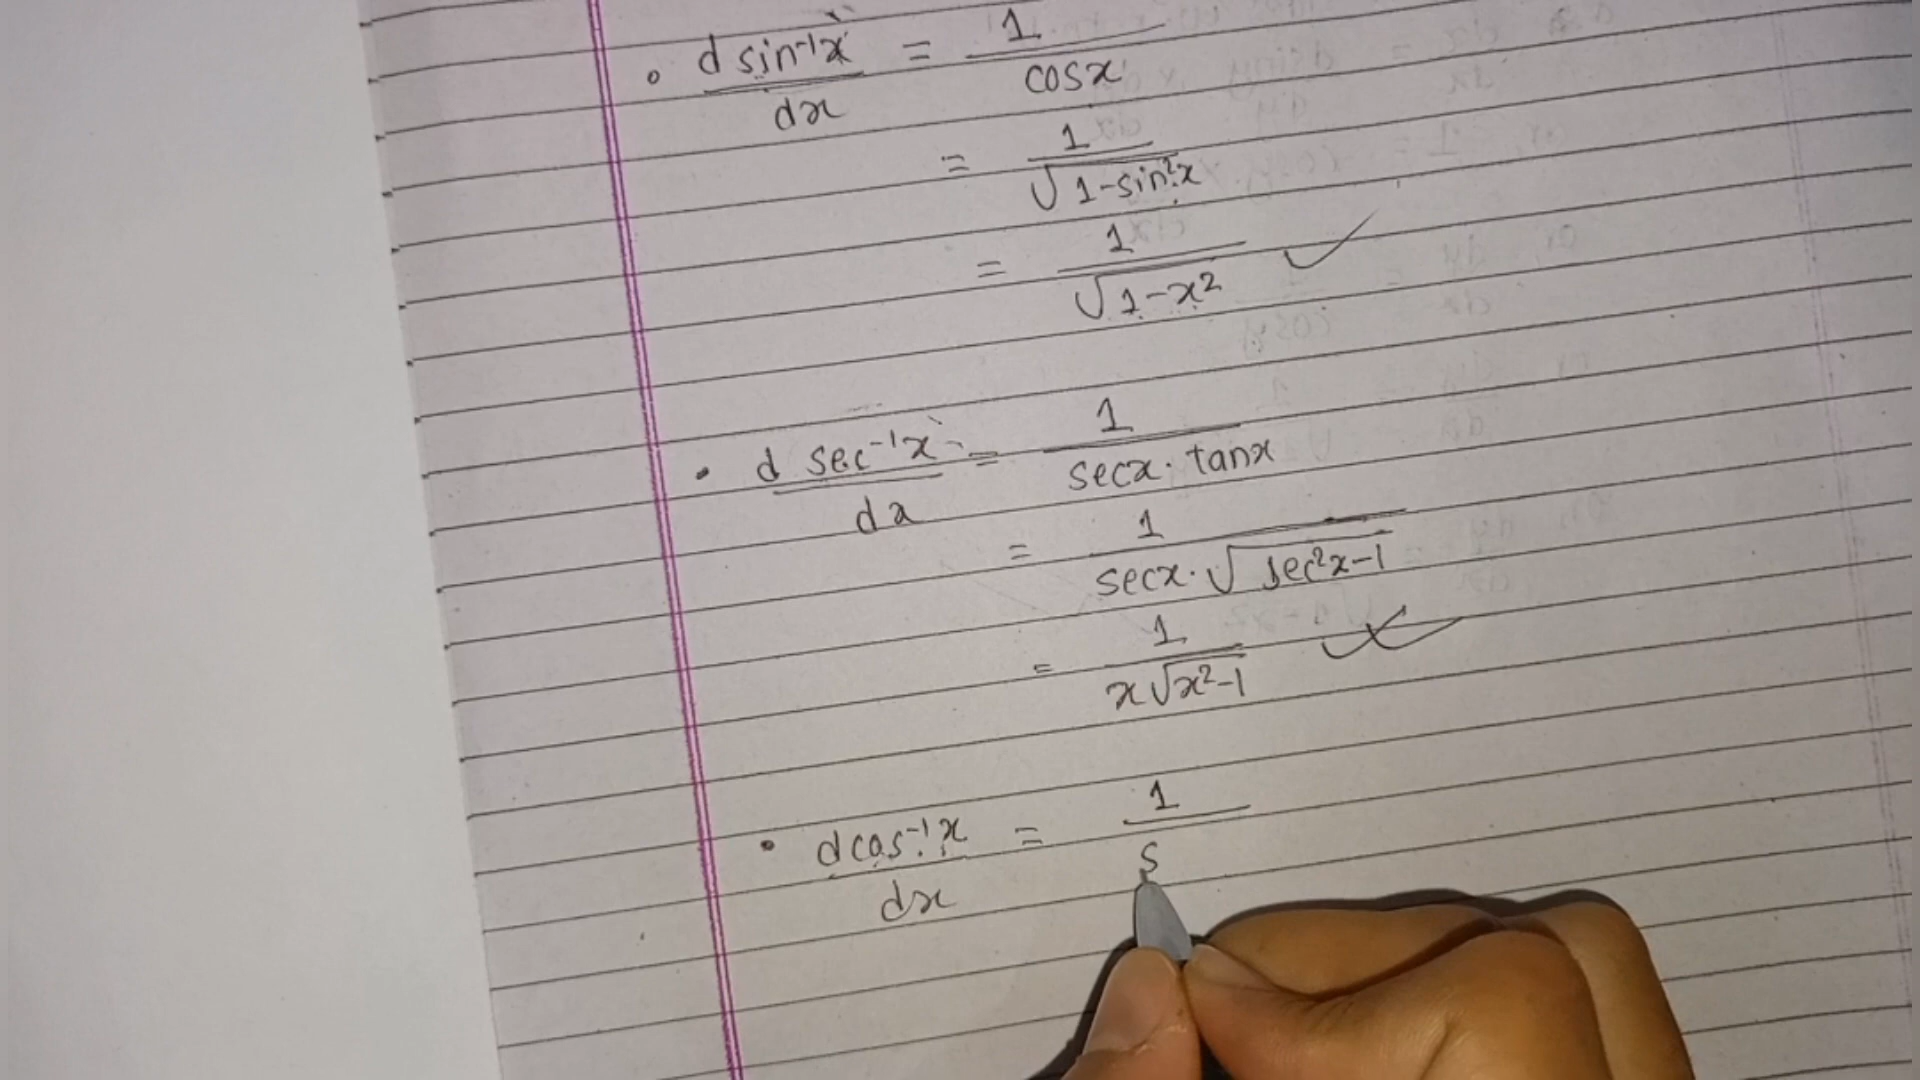 d sin⁻¹x / dx = 1 / cosx
= 1 / √1-sin²x
= 1 / √1-x²
d sec⁻¹x / dx = 1 / secx · tanx
= 1 / secx · √sec²x-1
= 1 / x√x²-1
d cos⁻¹x / dx = 1 / s